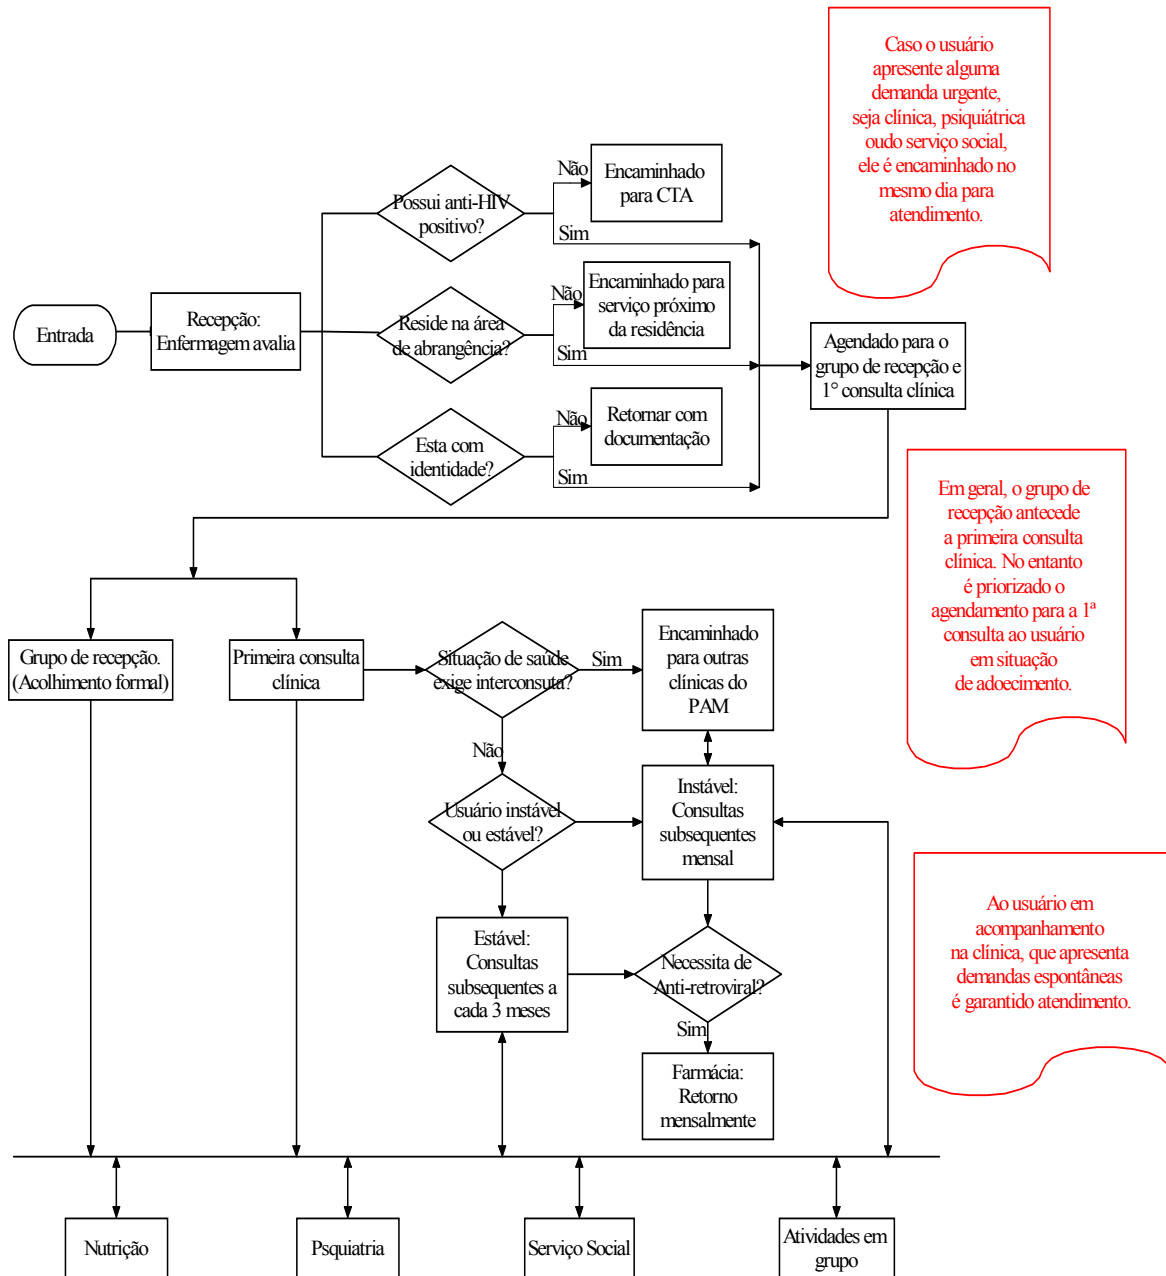 Caso o usuário
apresente alguma
demanda urgente,
seja clínica, psiquiátrica
oudo serviço social,
ele é encaminhado no
mesmo dia para
atendimento.
Possui anti-HIV
positivo?
Não
Encaminhado
para CTA
Sim
Entrada
Recepção:
Enfermagem avalia
Reside na área
de abrangência?
Não
Encaminhado para
serviço próximo
da residência
Sim
Agendado para o
grupo de recepção e
1° consulta clínica
Esta com
identidade?
Não
Retornar com
documentação
Sim
Em geral, o grupo de
recepção antecede
a primeira consulta
clínica. No entanto
é priorizado o
agendamento para a 1ª
consulta ao usuário
em situação
de adoecimento.
Grupo de recepção.
(Acolhimento formal)
Primeira consulta
clínica
Situação de saúde
exige interconsuta?
Sim
Encaminhado
para outras
clínicas do
PAM
Não
Usuário instável
ou estável?
Instável:
Consultas
subsequentes
mensal
Estável:
Consultas
subsequentes a
cada 3 meses
Necessita de
Anti-retroviral?
Sim
Farmácia:
Retorno
mensalmente
Ao usuário em
acompanhamento
na clínica, que apresenta
demandas espontâneas
é garantido atendimento.
Nutrição
Psquiatria
Serviço Social
Atividades em
grupo